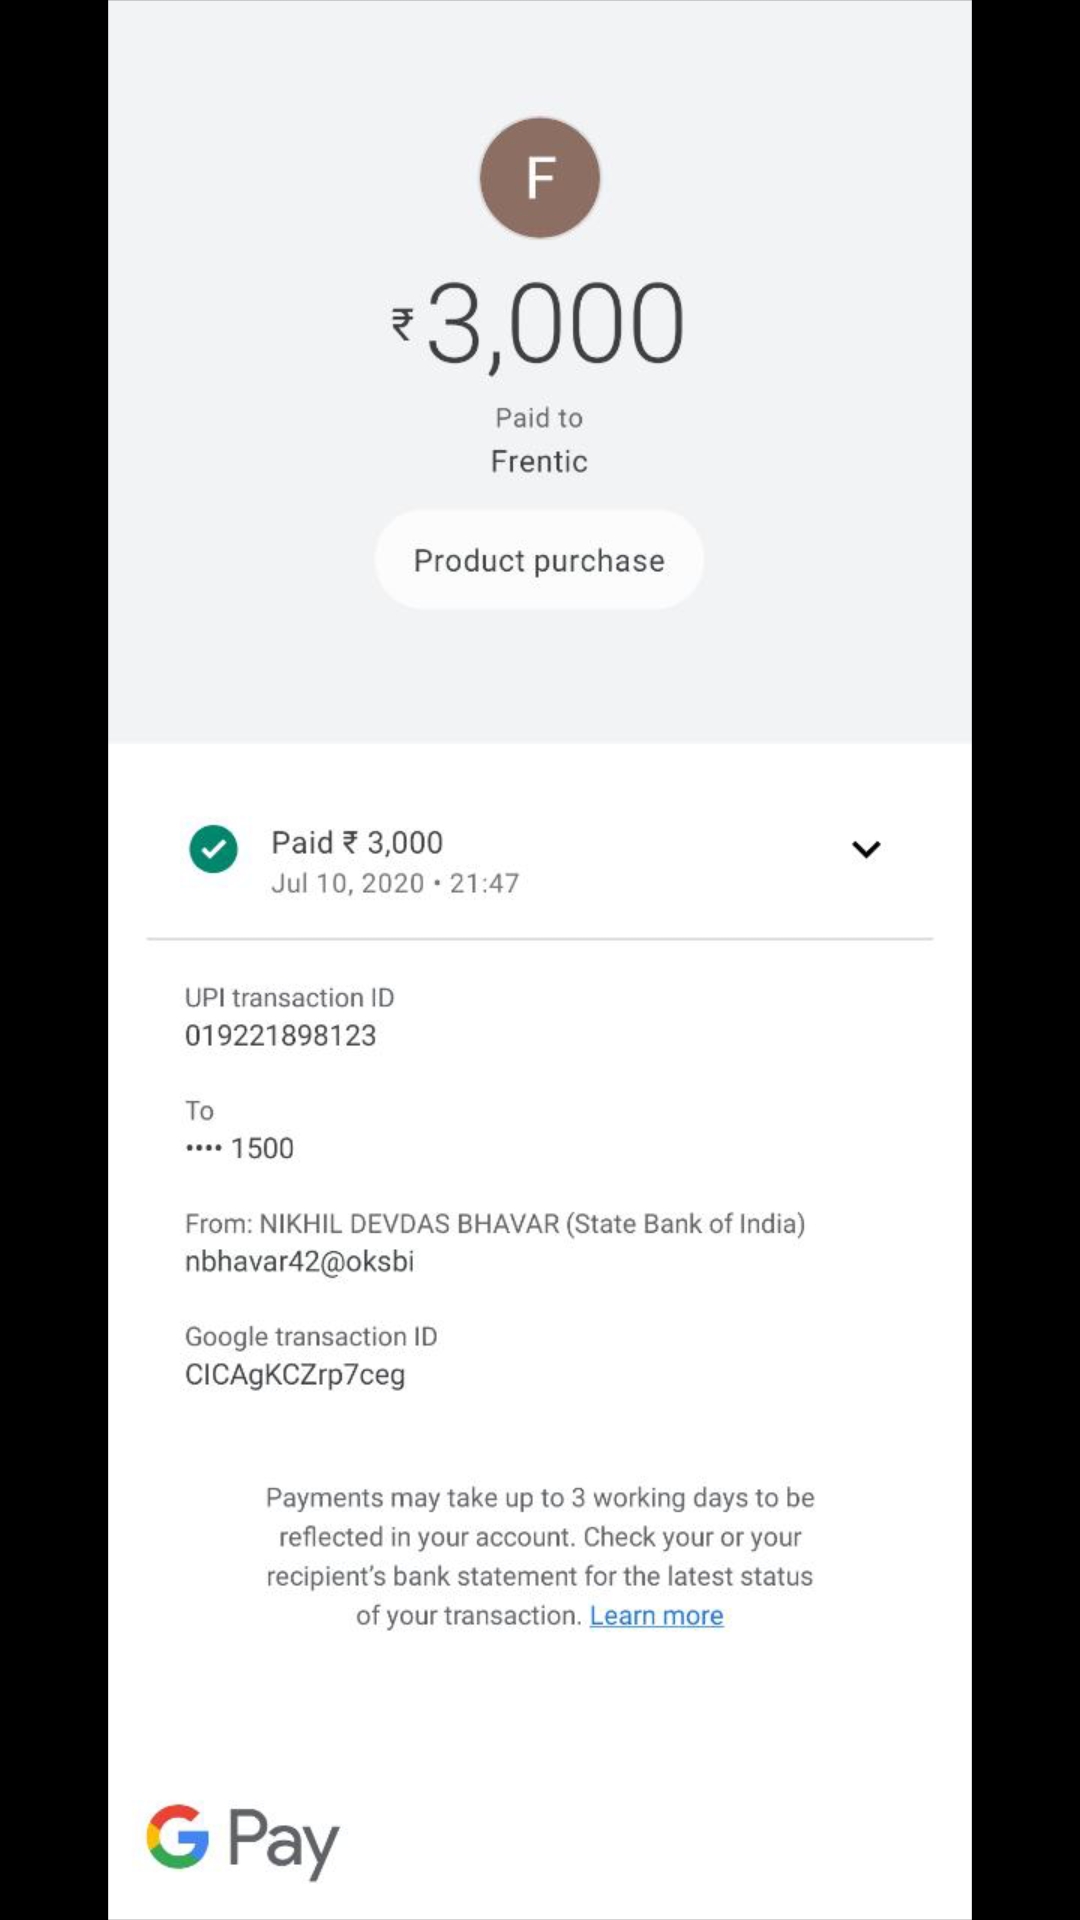 F
₹3,000
Paid to
Frentic
Product purchase
Paid ₹ 3,000
Jul 10, 2020 • 21:47
UPI transaction ID
019221898123
To
•••• 1500
From: NIKHIL DEVDAS BHAVAR (State Bank of India)
nbhavar42@oksbi
Google transaction ID
CICAgKCZrp7ceg
Payments may take up to 3 working days to be
reflected in your account. Check your or your
recipient’s bank statement for the latest status
of your transaction. Learn more
G Pay